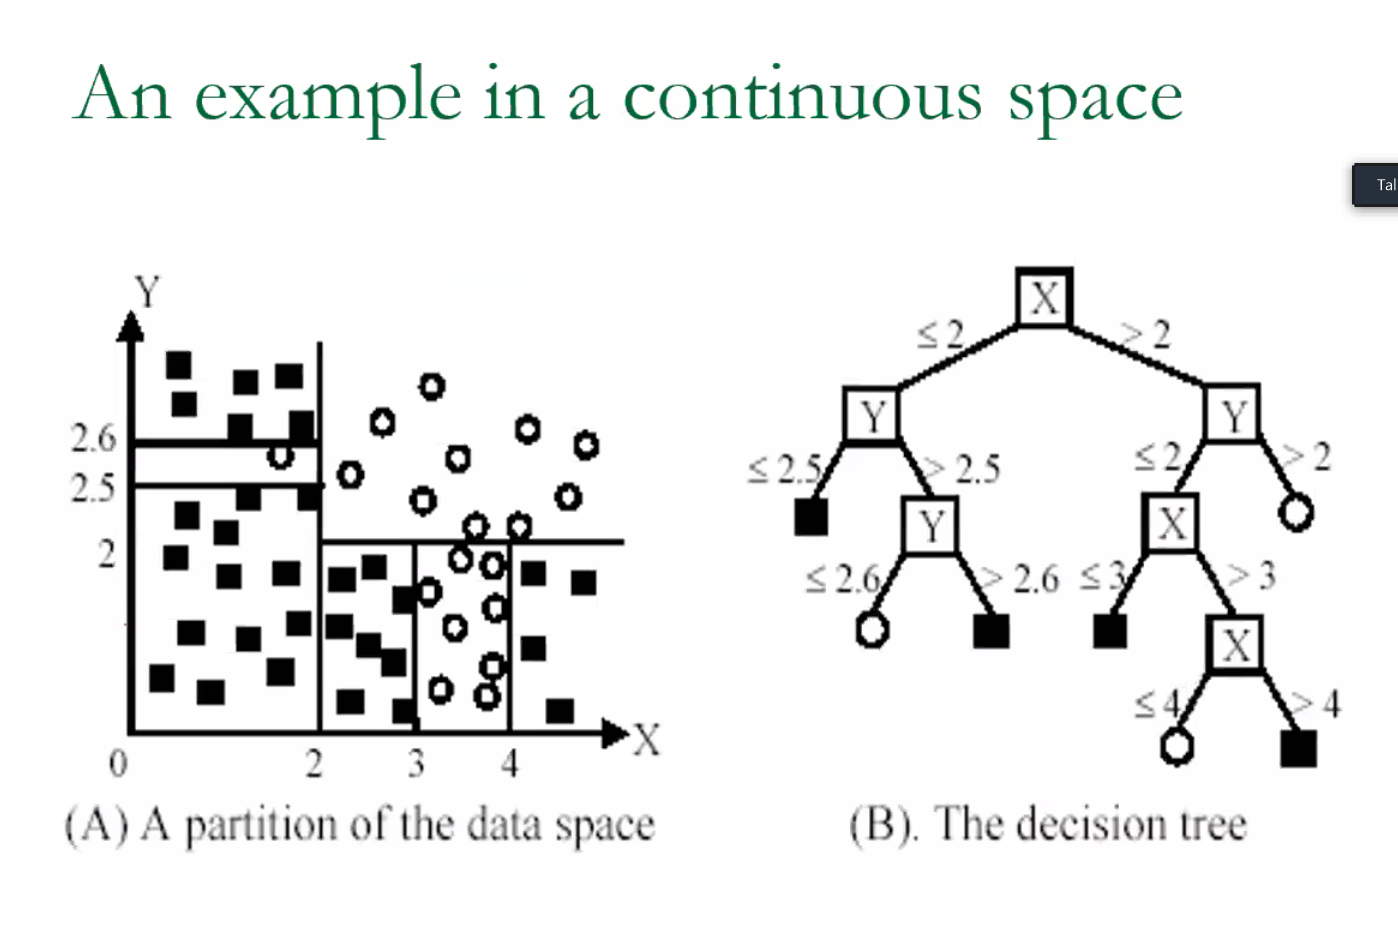 An example in a continuous space
Tal
Y
2.6
2.5
2
0
2
3
4
X
(A) A partition of the data space
X
≤ 2
> 2
Y
Y
≤ 2.5
> 2.5
≤ 2
> 2
Y
X
≤ 2.6
> 2.6
≤ 3
> 3
X
≤ 4
> 4
(B). The decision tree